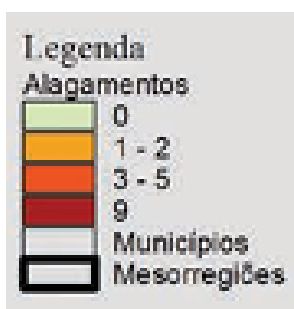 Legenda
Alagamentos
0
1 - 2
3 - 5
9
Municípios
Mesorregiões